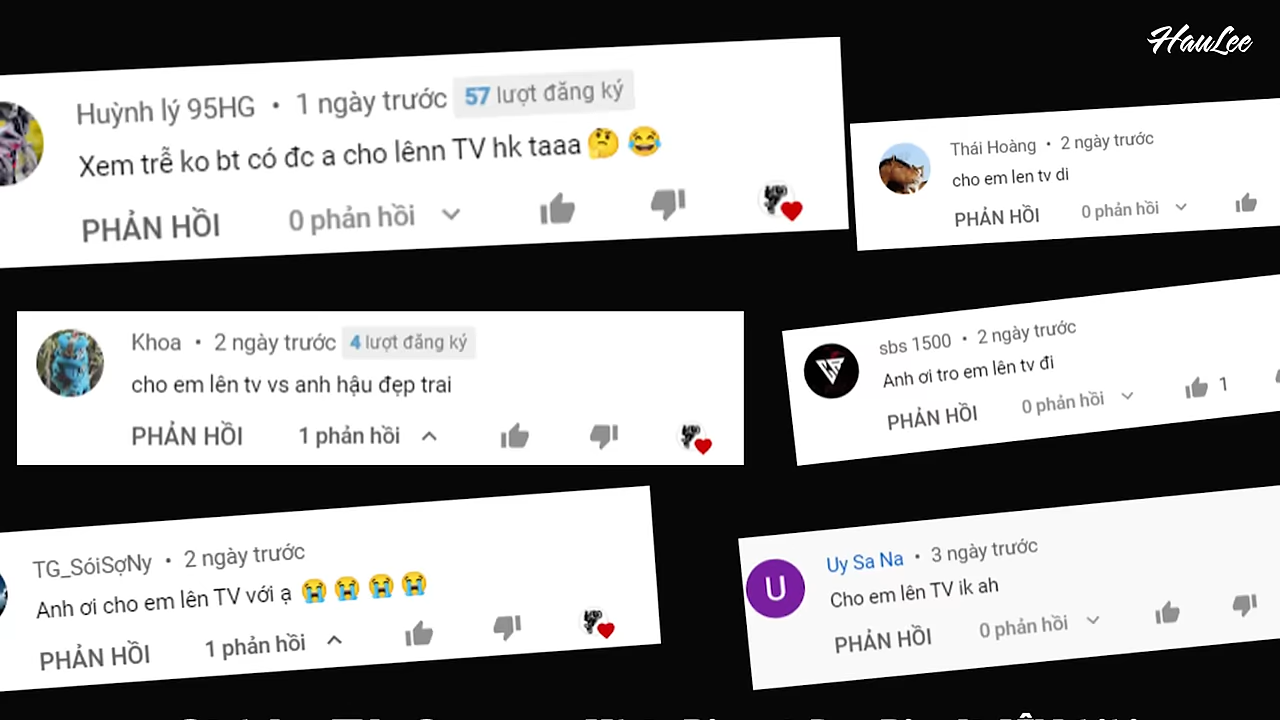 HauLee
Huỳnh lý 95HG • 1 ngày trước 57 lượt đăng ký
Xem trễ ko bt có đc a cho lênn TV hk taaa 🤔 😂
PHẢN HỒI 0 phản hồi
Thái Hoàng • 2 ngày trước
cho em len tv di
PHẢN HỒI 0 phản hồi
Khoa • 2 ngày trước 4 lượt đăng ký
cho em lên tv vs anh hậu đẹp trai
PHẢN HỒI 1 phản hồi
sbs 1500 • 2 ngày trước
Anh ơi tro em lên tv đi
PHẢN HỒI 0 phản hồi 1
TG_SóiSợNy • 2 ngày trước
Anh ơi cho em lên TV với ạ 😭 😭 😭 😭
PHẢN HỒI 1 phản hồi
U
Uy Sa Na • 3 ngày trước
Cho em lên TV ik ah
PHẢN HỒI 0 phản hồi